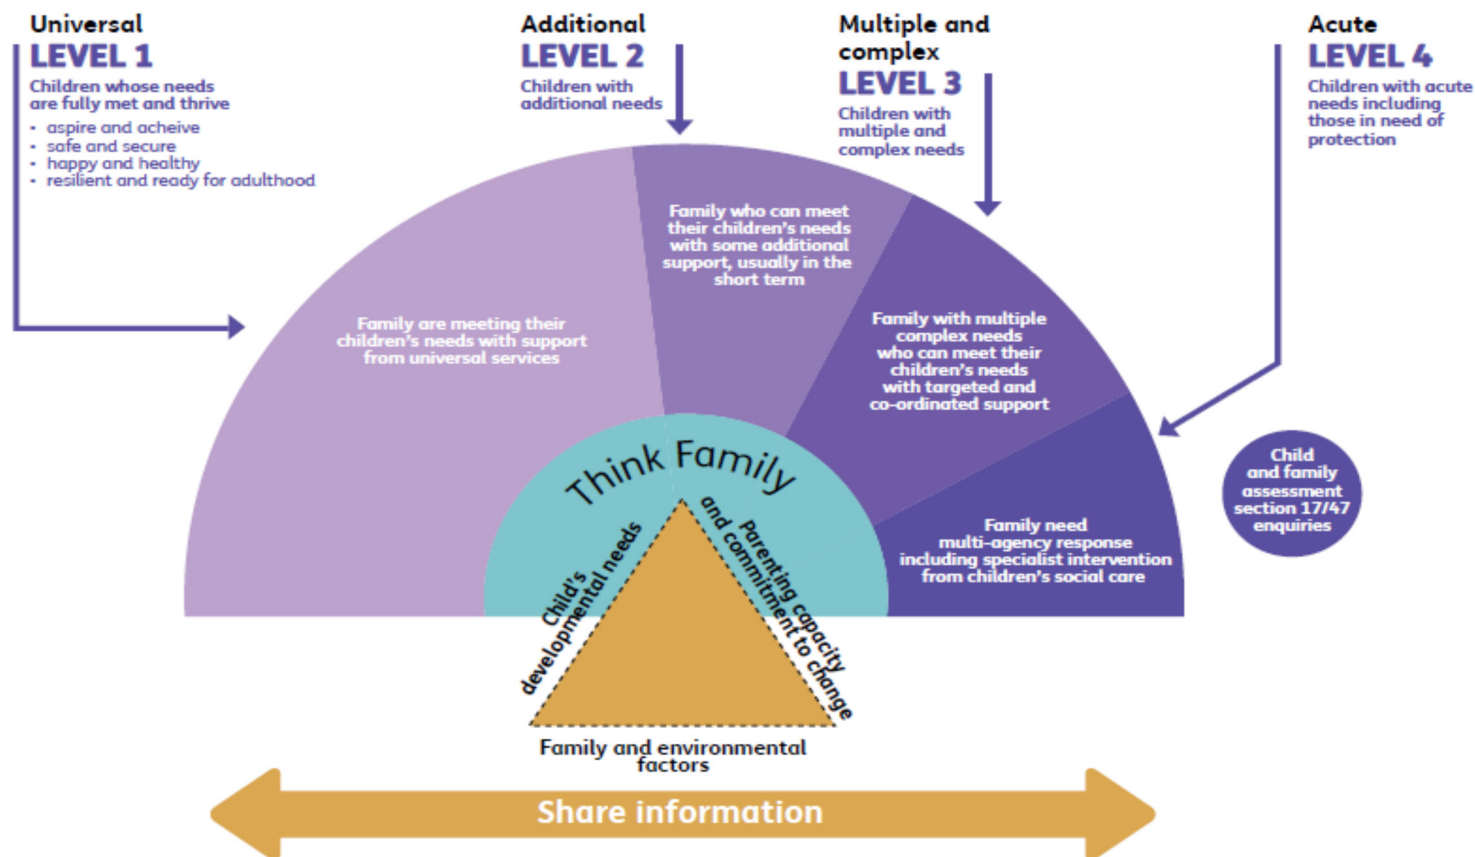 Universal
LEVEL 1
Children whose needs
are fully met and thrive
• aspire and acheive
• safe and secure
• happy and healthy
• resilient and ready for adulthood
Additional
LEVEL 2
Children with
additional needs
Multiple and
complex
LEVEL 3
Children with
multiple and
complex needs
Acute
LEVEL 4
Children with acute
needs including
those in need of
protection
Family are meeting their
children's needs with support
from universal services
Family who can meet
their children's needs
with some additional
support, usually in the
short term
Family with multiple
complex needs
who can meet their
children's needs
with targeted and
co-ordinated support
Family need
multi-agency response
including specialist intervention
from children's social care
Child
and family
assessment
section 17/47
enquiries
Think Family
Child's
developmental needs
Parenting capacity
and commitment to change
Family and environmental
factors
Share information